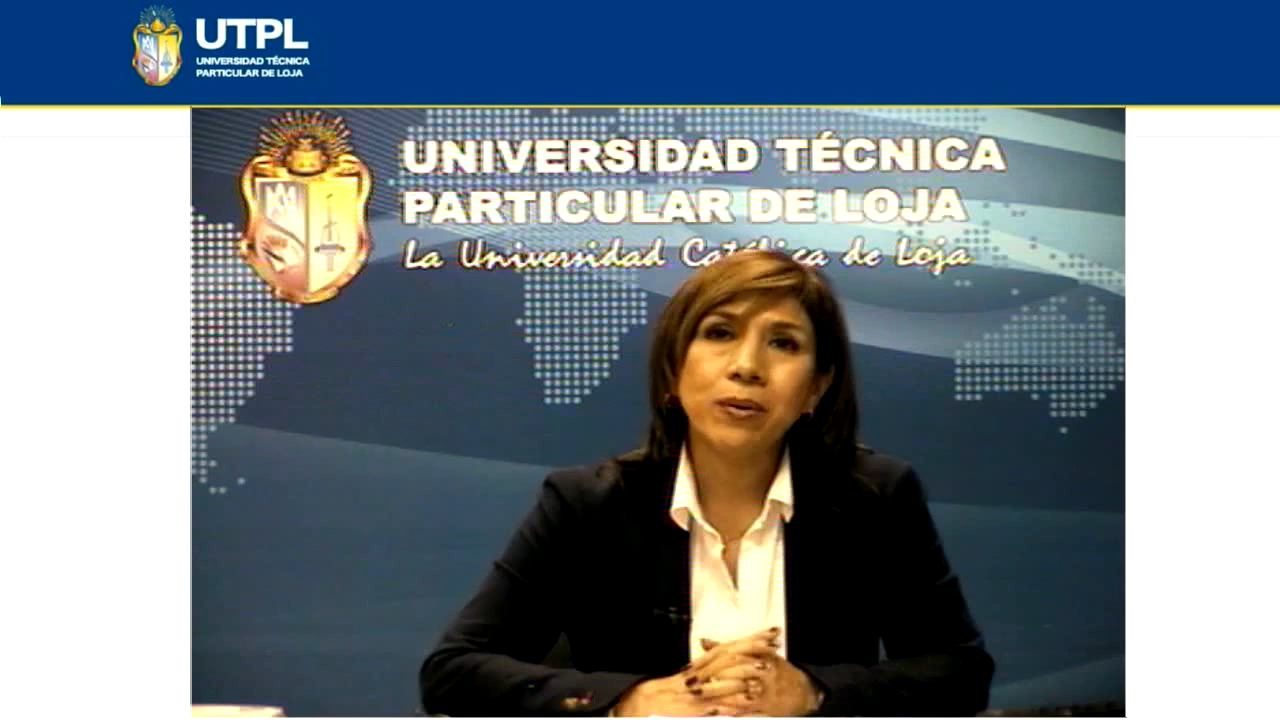 UTPL
UNIVERSIDAD TÉCNICA
PARTICULAR DE LOJA
UNIVERSIDAD TÉCNICA
PARTICULAR DE LOJA
La Universidad Católica de Loja